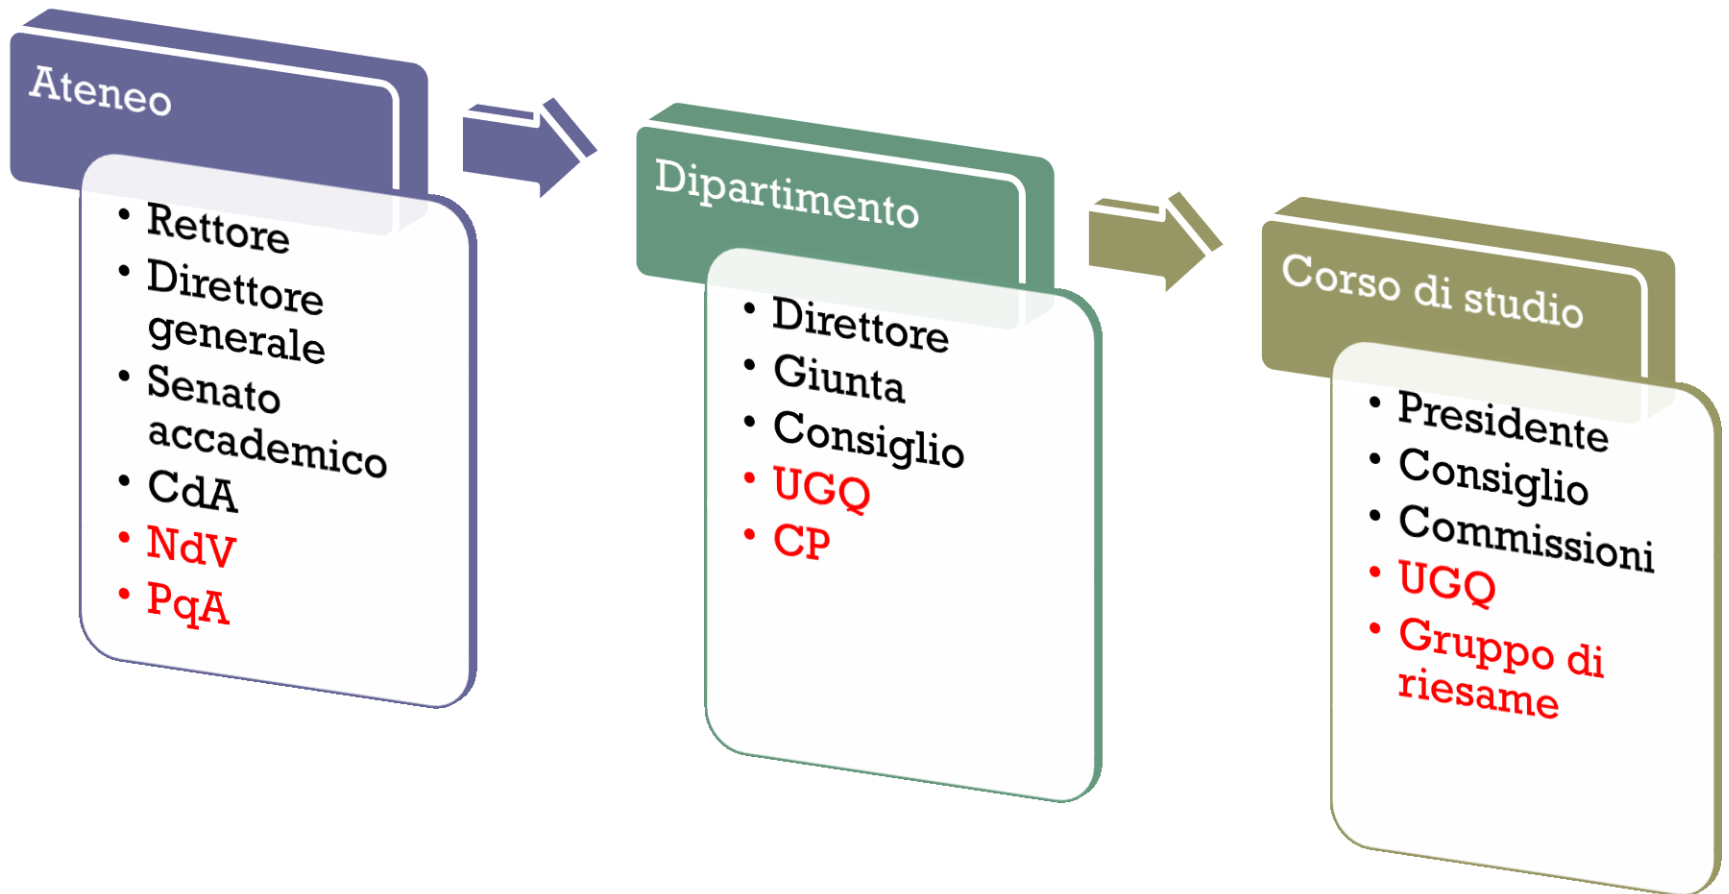 Ateneo
• Rettore
• Direttore
generale
• Senato
accademico
• CdA
• NdV
• PqA
Dipartimento
• Direttore
• Giunta
• Consiglio
• UGQ
• CP
Corso di studio
• Presidente
• Consiglio
• Commissioni
• UGQ
• Gruppo di
riesame